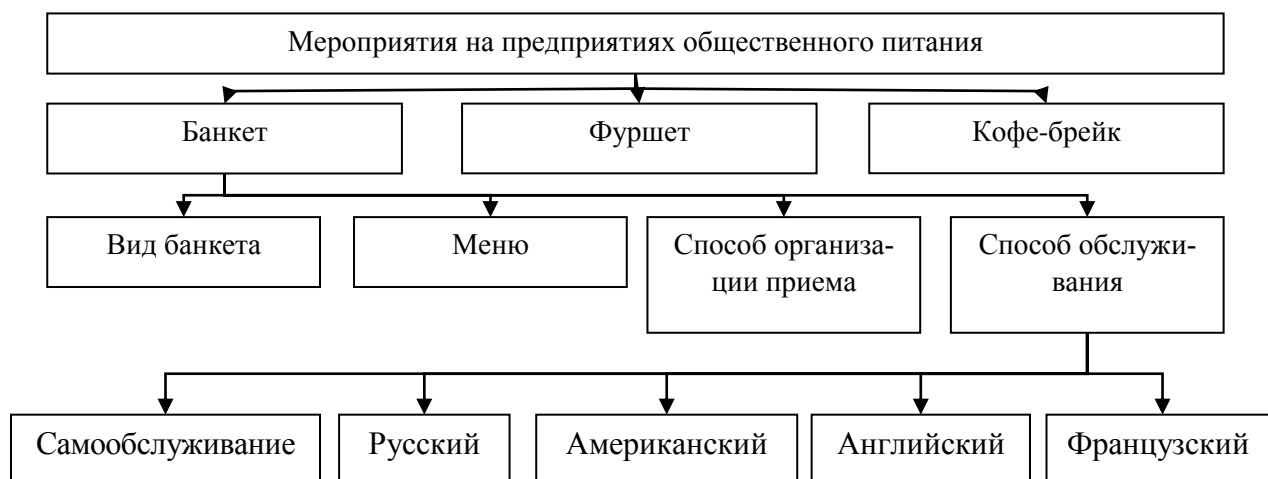 Мероприятия на предприятиях общественного питания
Банкет
Фуршет
Кофе-брейк
Вид банкета
Меню
Способ организа-
ции приема
Способ обслужи-
вания
Самообслуживание
Русский
Американский
Английский
Французский